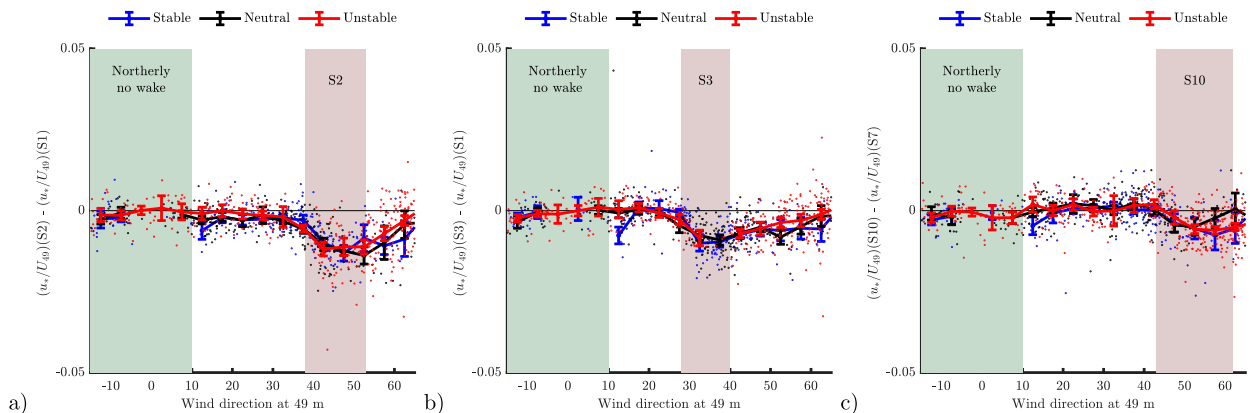 Stable Neutral Unstable
0.05
Northerly
no wake
S2
0
-0.05
(u*/U49)(S2) - (u*/U49)(S1)
-10 0 10 20 30 40 50 60
Wind direction at 49 m
a)
Stable Neutral Unstable
0.05
Northerly
no wake
S3
0
-0.05
(u*/U49)(S3) - (u*/U49)(S1)
-10 0 10 20 30 40 50 60
Wind direction at 49 m
b)
Stable Neutral Unstable
0.05
Northerly
no wake
S10
0
-0.05
(u*/U49)(S10) - (u*/U49)(S7)
-10 0 10 20 30 40 50 60
Wind direction at 49 m
c)